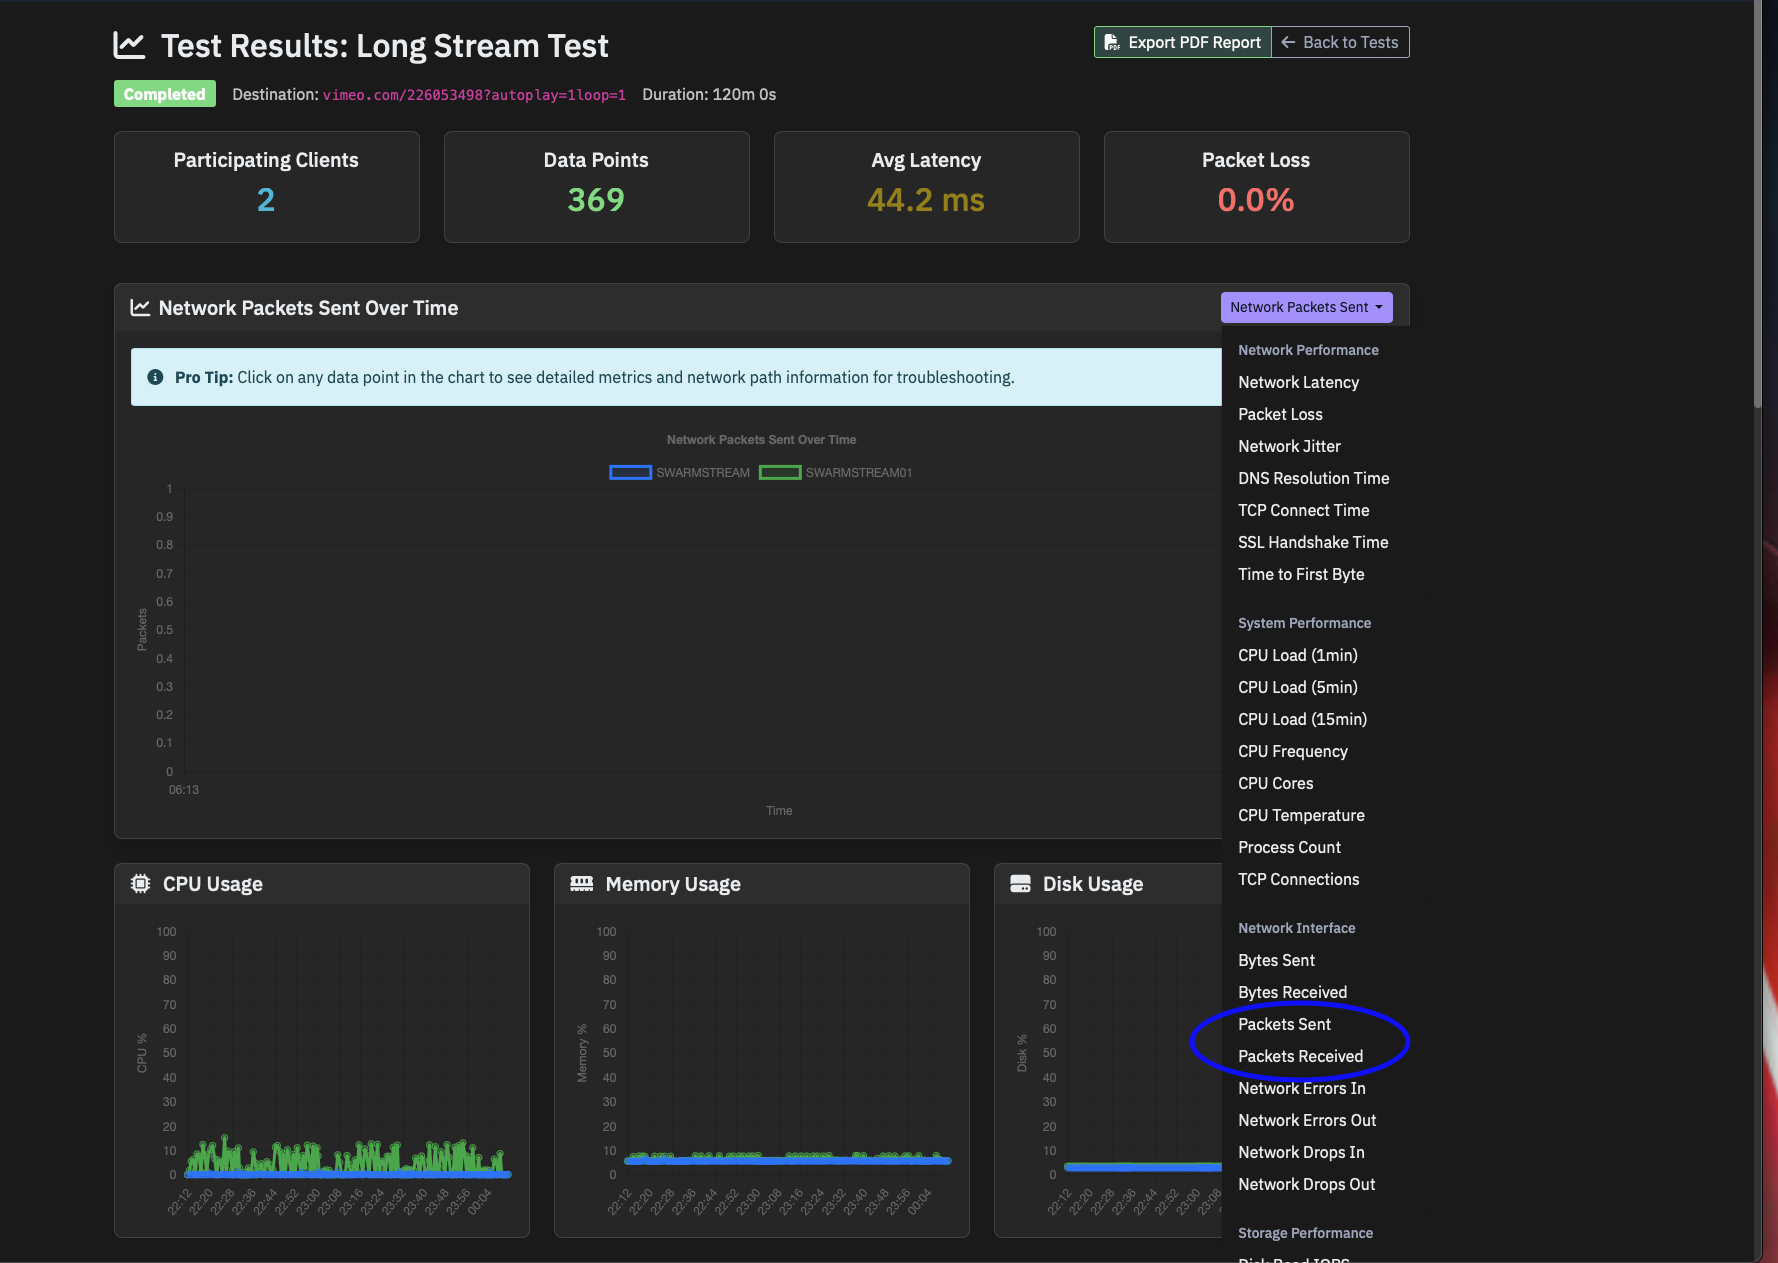 Test Results: Long Stream Test
Export PDF Report
Back to Tests
Completed Destination: vimeo.com/226053498?autoplay=1loop=1 Duration: 120m 0s
Participating Clients
2
Data Points
369
Avg Latency
44.2 ms
Packet Loss
0.0%
Network Packets Sent Over Time
Network Packets Sent
Pro Tip: Click on any data point in the chart to see detailed metrics and network path information for troubleshooting.
Network Packets Sent Over Time
SWARMSTREAM SWARMSTREAM01
1
0.9
0.8
0.7
0.6
0.5
0.4
0.3
0.2
0.1
0
Packets
06:13
Time
Network Performance
Network Latency
Packet Loss
Network Jitter
DNS Resolution Time
TCP Connect Time
SSL Handshake Time
Time to First Byte
System Performance
CPU Load (1min)
CPU Load (5min)
CPU Load (15min)
CPU Frequency
CPU Cores
CPU Temperature
Process Count
TCP Connections
Network Interface
Bytes Sent
Bytes Received
Packets Sent
Packets Received
Network Errors In
Network Errors Out
Network Drops In
Network Drops Out
Storage Performance
Disk Read IOPS
CPU Usage
100
90
80
70
60
50
40
30
20
10
0
CPU %
22:12 22:20 22:28 22:36 22:44 22:52 23:00 23:08 23:16 23:24 23:32 23:40 23:48 23:56 00:04
Memory Usage
100
90
80
70
60
50
40
30
20
10
0
Memory %
22:12 22:20 22:28 22:36 22:44 22:52 23:00 23:08 23:16 23:24 23:32 23:40 23:48 23:56 00:04
Disk Usage
100
90
80
70
60
50
40
30
20
10
0
Disk %
22:12 22:20 22:28 22:36 22:44 22:52 23:00 23:08